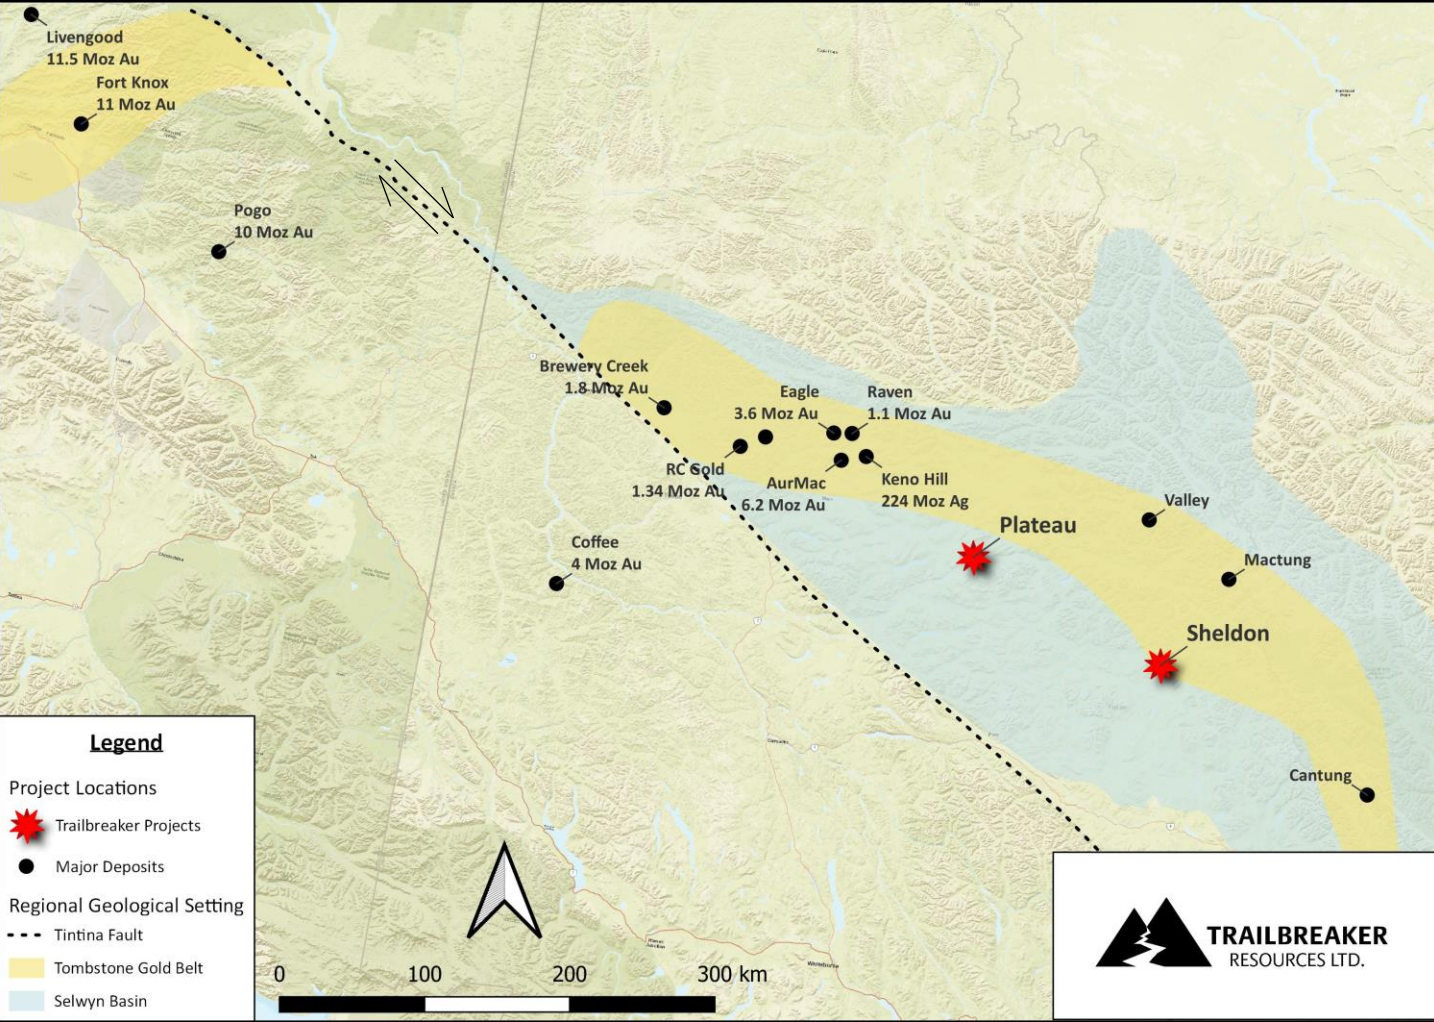 Livengood
11.5 Moz Au
Fort Knox
11 Moz Au
Pogo
10 Moz Au
Brewery Creek
1.8 Moz Au
Eagle
3.6 Moz Au
Raven
1.1 Moz Au
RC Gold
1.34 Moz Au
AurMac
6.2 Moz Au
Keno Hill
224 Moz Ag
Valley
Plateau
Coffee
4 Moz Au
Mactung
Sheldon
Cantung
Whitehorse
Legend
Project Locations
Trailbreaker Projects
Major Deposits
Regional Geological Setting
Tintina Fault
Tombstone Gold Belt
Selwyn Basin
0 100 200 300 km
TRAILBREAKER
RESOURCES LTD.